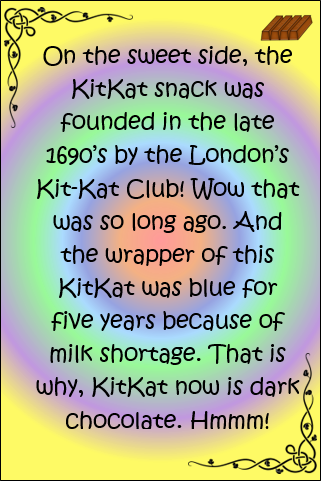 On the sweet side, the
KitKat snack was
founded in the late
1690's by the London's
Kit-Kat Club! Wow that
was so long ago. And
the wrapper of this
KitKat was blue for
five years because of
milk shortage. That is
why, KitKat now is dark
chocolate. Hmmm!